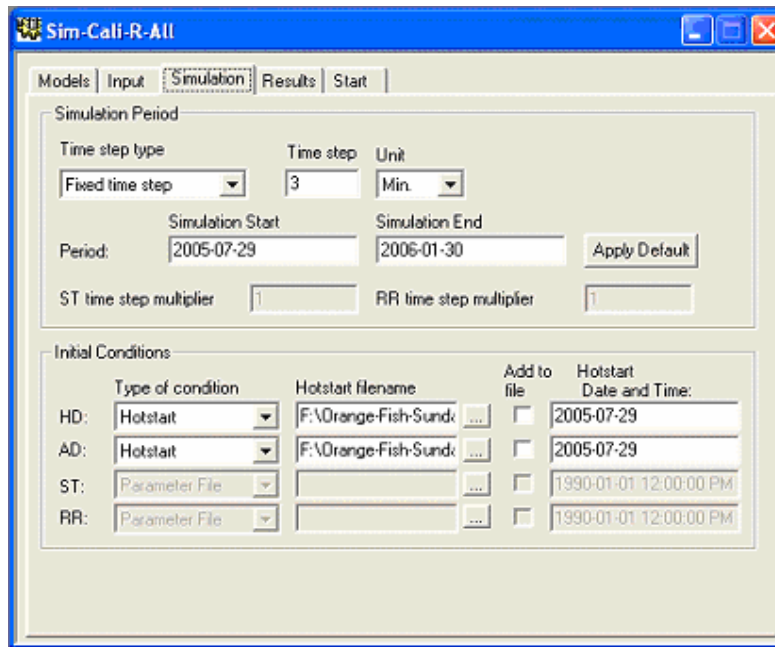 Sim-Cali-R-All
Models Input Simulation Results Start
Simulation Period
Time step type Time step Unit
Fixed time step 3 Min.
Simulation Start Simulation End
Period: 2005-07-29 2006-01-30 Apply Default
ST time step multiplier 1 RR time step multiplier 1
Initial Conditions
Add to Hotstart
Type of condition Hotstart filename file Date and Time:
HD: Hotstart F:\Orange-Fish-Sunda ... 2005-07-29
AD: Hotstart F:\Orange-Fish-Sunda ... 2005-07-29
ST: Parameter File ... 1990-01-01 12:00:00 PM
RR: Parameter File ... 1990-01-01 12:00:00 PM